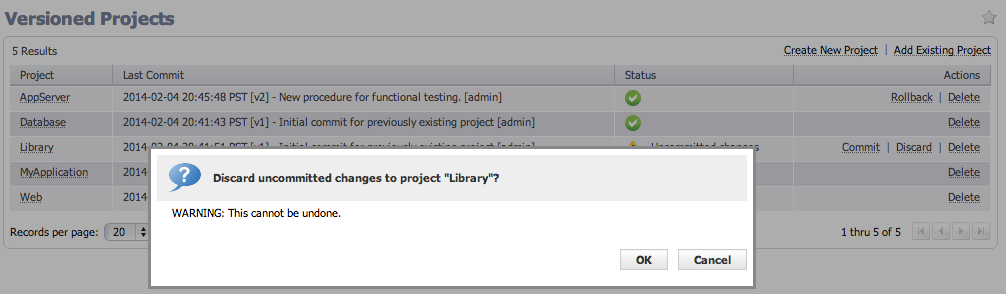 Versioned Projects
5 Results Create New Project | Add Existing Project
Project Last Commit Status Actions
AppServer 2014-02-04 20:45:48 PST [v2] - New procedure for functional testing. [admin] Rollback | Delete
Database 2014-02-04 20:41:43 PST [v1] - Initial commit for previously existing project [admin] Delete
Library 2014-02-04 20:41:51 PST [v1] - Initial commit for previously existing project [admin] Uncommitted changes Commit | Discard | Delete
MyApplication 2014 Delete
Web 2014 Delete
Discard uncommitted changes to project "Library"?
WARNING: This cannot be undone.
OK Cancel
Records per page: 20 1 thru 5 of 5